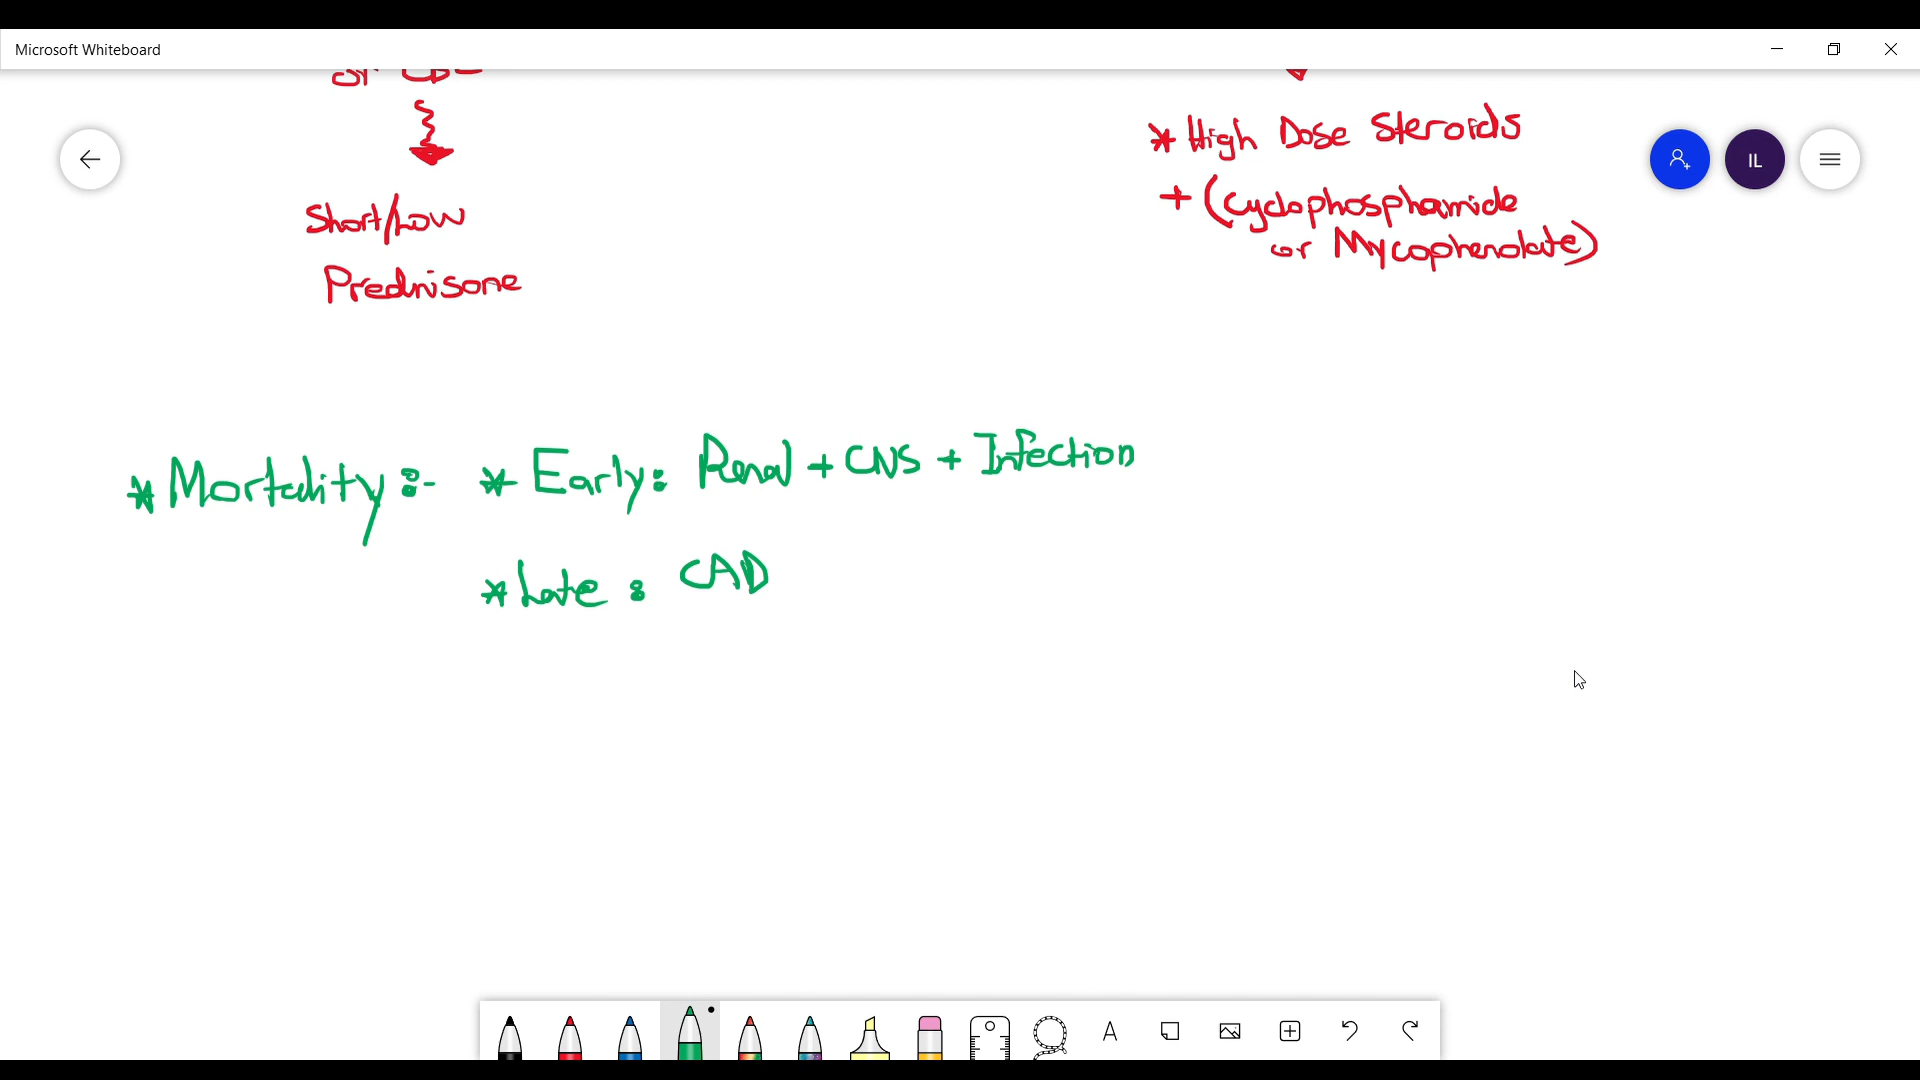 Microsoft Whiteboard
Short/Low
Prednisone
* High Dose Steroids
+ (Cyclophosphamide
or Mycophenolate)
IL
* Mortality :- * Early: Renal + CNS + Infection
* Late : CAD
A